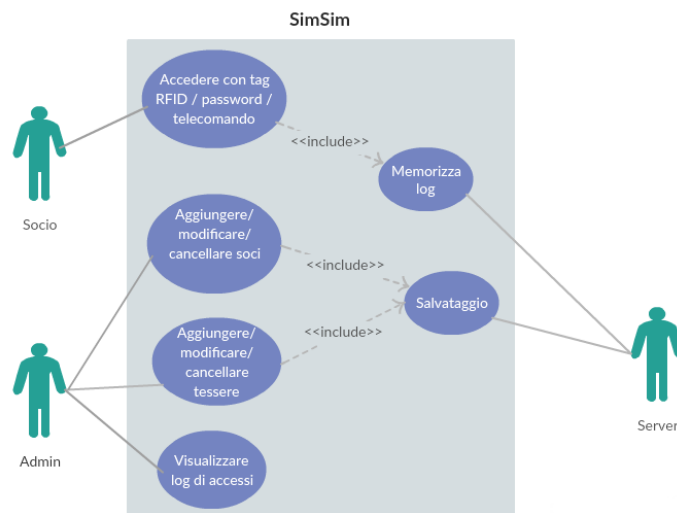 SimSim
Accedere con tag
RFID / password /
telecomando
<<include>>
Memorizza
log
Socio
Aggiungere/
modificare/
cancellare soci
<<include>>
Salvataggio
<<include>>
Aggiungere/
modificare/
cancellare
tessere
Server
Admin
Visualizzare
log di accessi